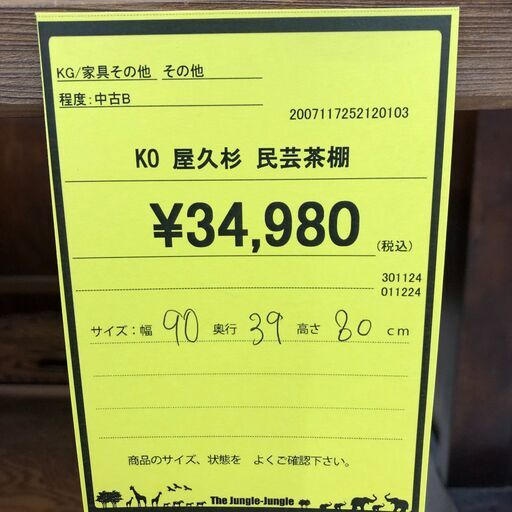 KG/家具その他 その他
程度:中古B
2007117252120103
KO 屋久杉 民芸茶棚
¥34,980
(税込)
301124
011224
サイズ:幅 90 奥行 39 高さ 80 cm
商品のサイズ、状態を よくご確認下さい。
The Jungle-Jungle